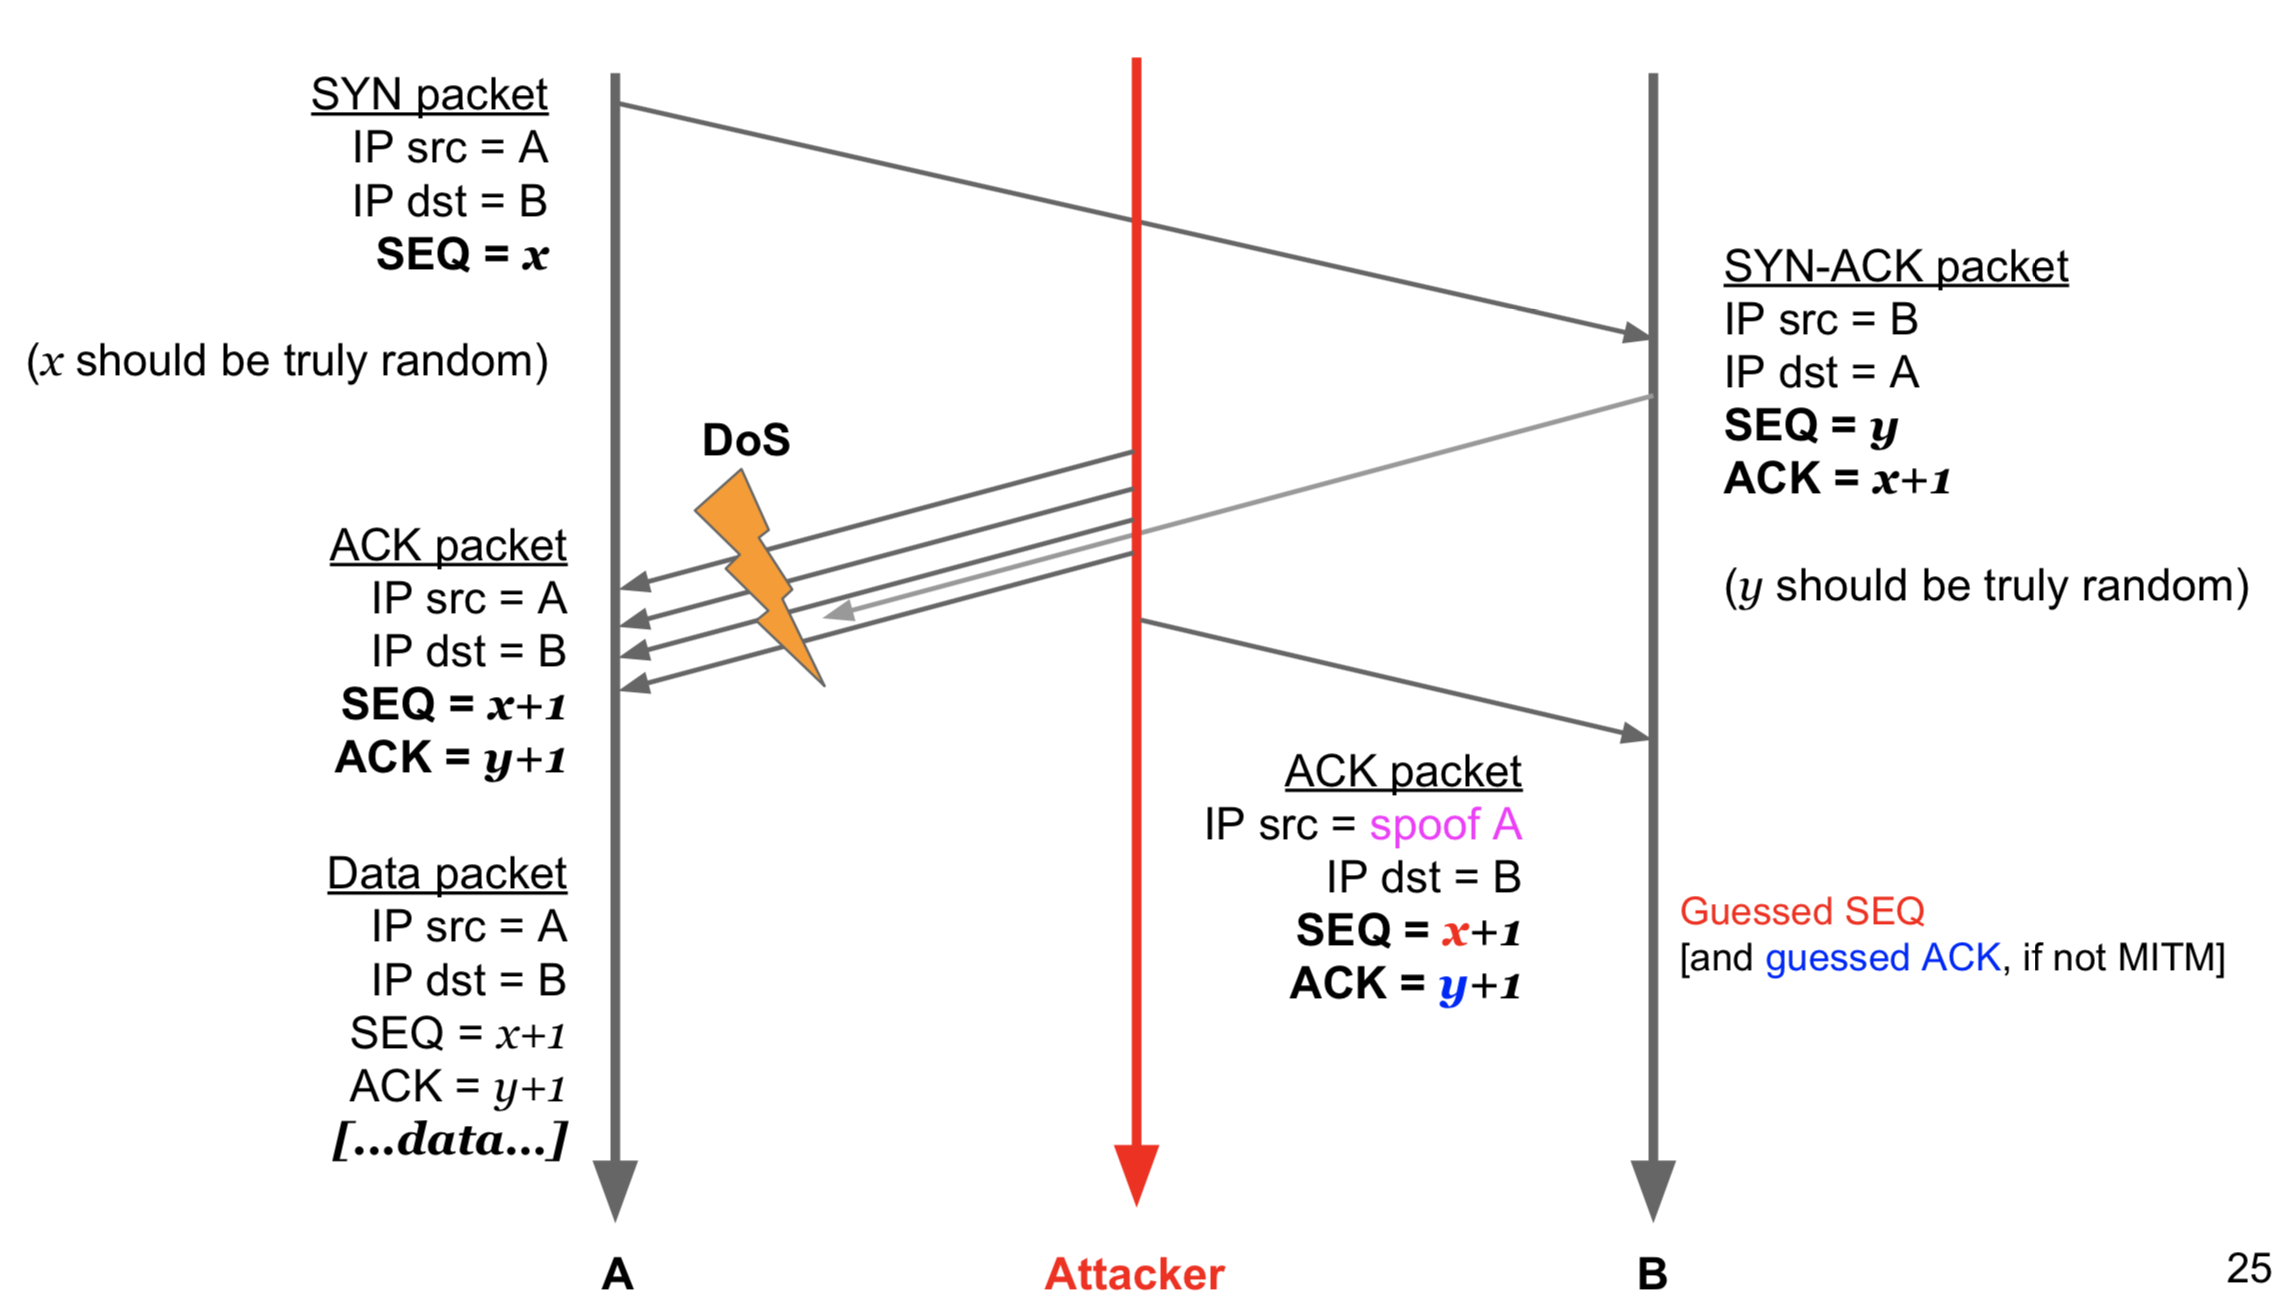 SYN packet
IP src = A
IP dst = B
SEQ = x
(x should be truly random)
SYN-ACK packet
IP src = B
IP dst = A
SEQ = y
ACK = x+1
(y should be truly random)
DoS
ACK packet
IP src = A
IP dst = B
SEQ = x+1
ACK = y+1
ACK packet
IP src = spoof A
IP dst = B
SEQ = x+1
ACK = y+1
Guessed SEQ
[and guessed ACK, if not MITM]
Data packet
IP src = A
IP dst = B
SEQ = x+1
ACK = y+1
[...data...]
A
Attacker
B
25